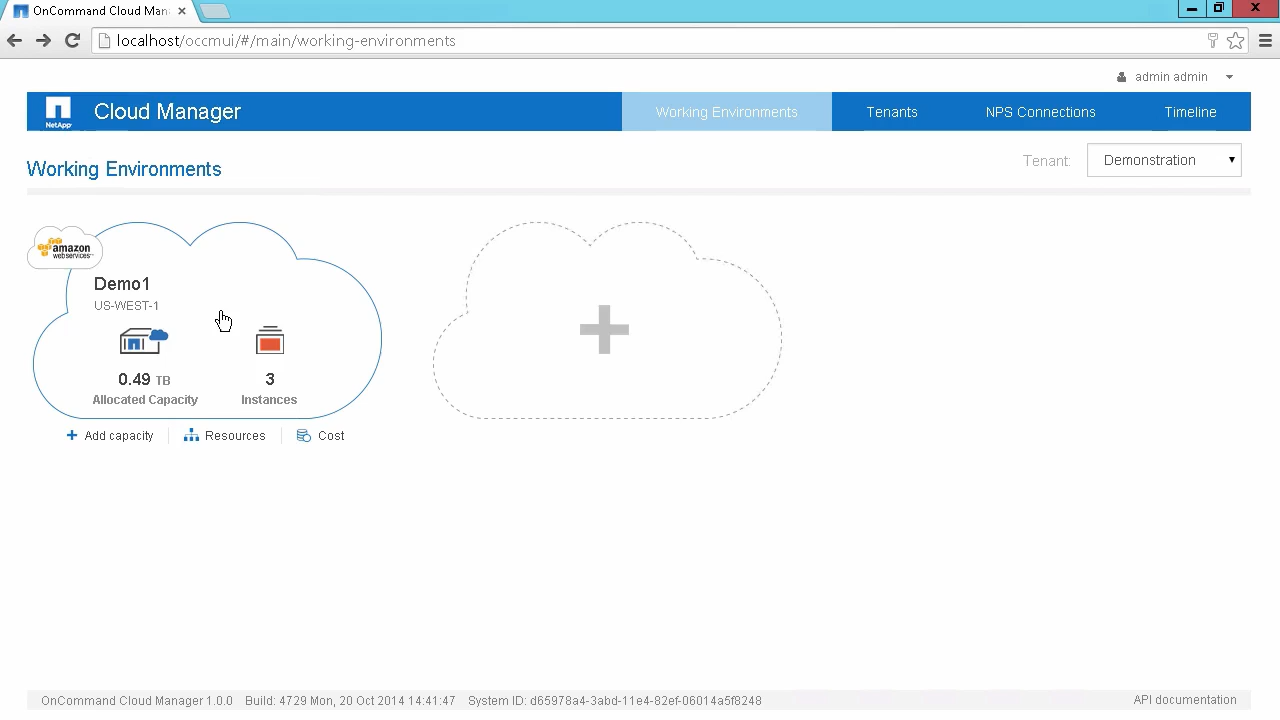 OnCommand Cloud Man
localhost/occmui/#/main/working-environments
admin admin
NetApp
Cloud Manager
Working Environments
Tenants
NPS Connections
Timeline
Working Environments
Tenant:
Demonstration
amazon
webservices™
Demo1
US-WEST-1
0.49 TB
3
Allocated Capacity
Instances
Add capacity
Resources
Cost
OnCommand Cloud Manager 1.0.0 Build: 4729 Mon, 20 Oct 2014 14:41:47 System ID: d65978a4-3abd-11e4-82ef-06014a5f8248
API documentation